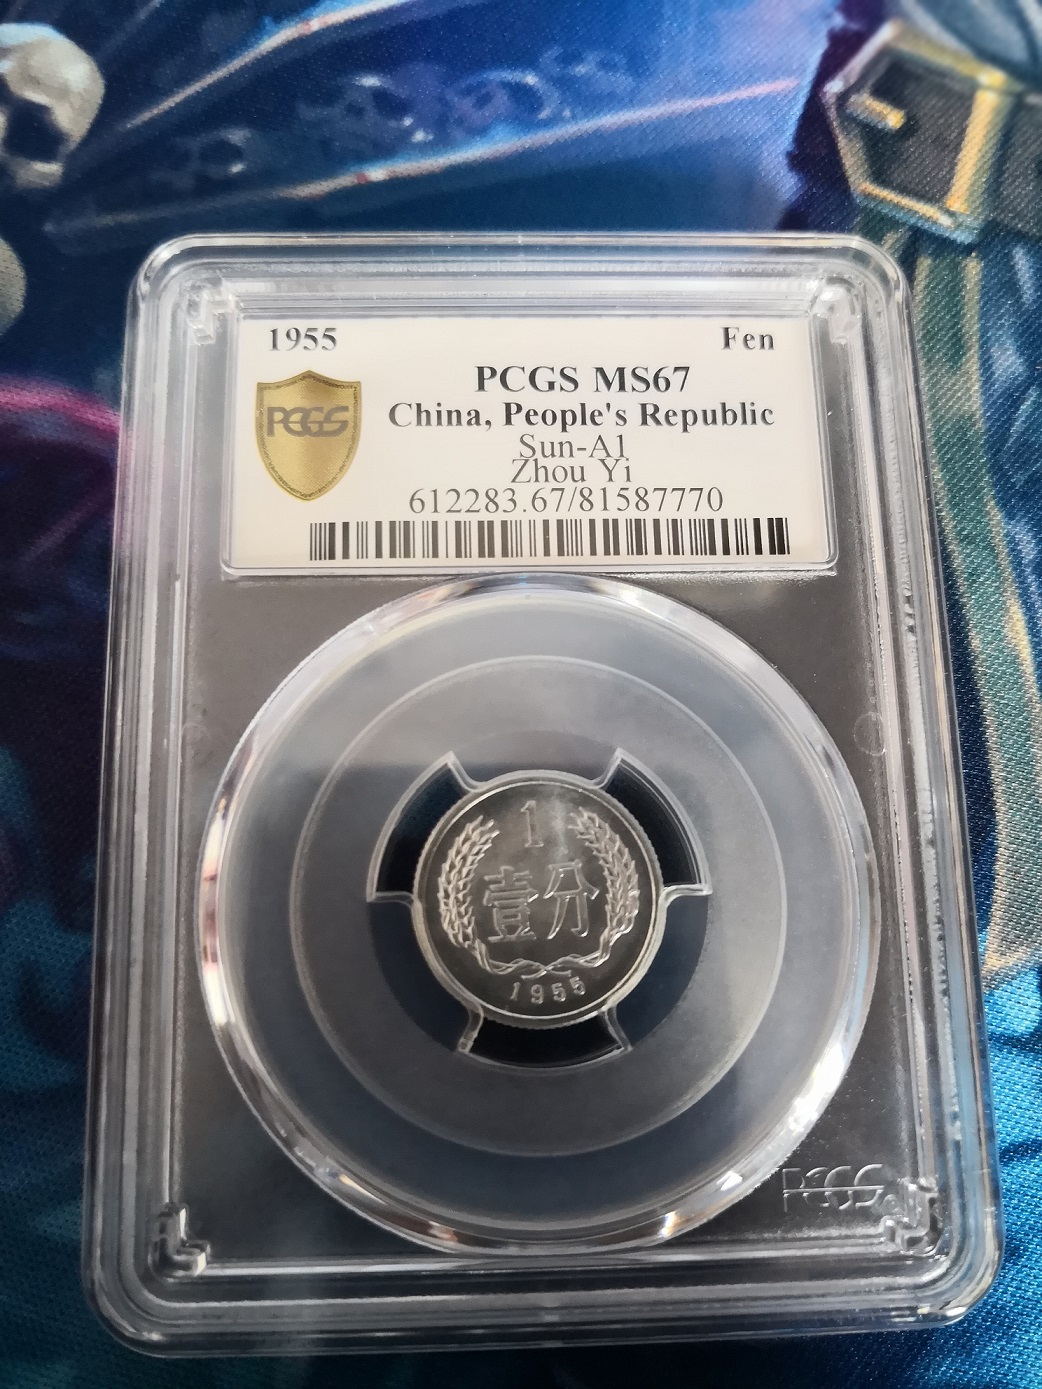 1955 Fen
PCGS MS67
China, People's Republic
PCGS
Sun-A1
Zhou Yi
612283.67/81587770
1
壹分
1955
PCGS